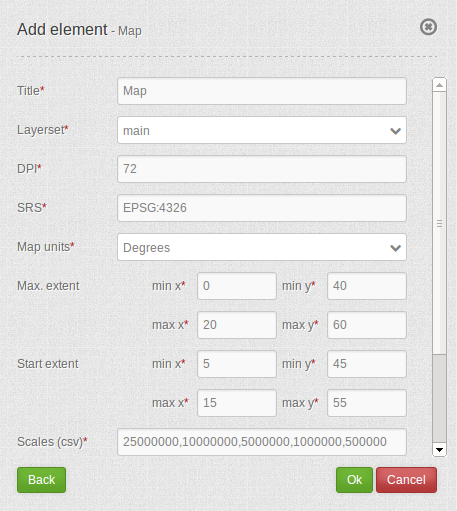 Add element - Map
Title* Map
Layerset* main
DPI* 72
SRS* EPSG:4326
Map units* Degrees
Max. extent min x* 0 min y* 40
max x* 20 max y* 60
Start extent min x* 5 min y* 45
max x* 15 max y* 55
Scales (csv)* 25000000,10000000,5000000,1000000,500000
Back Ok Cancel